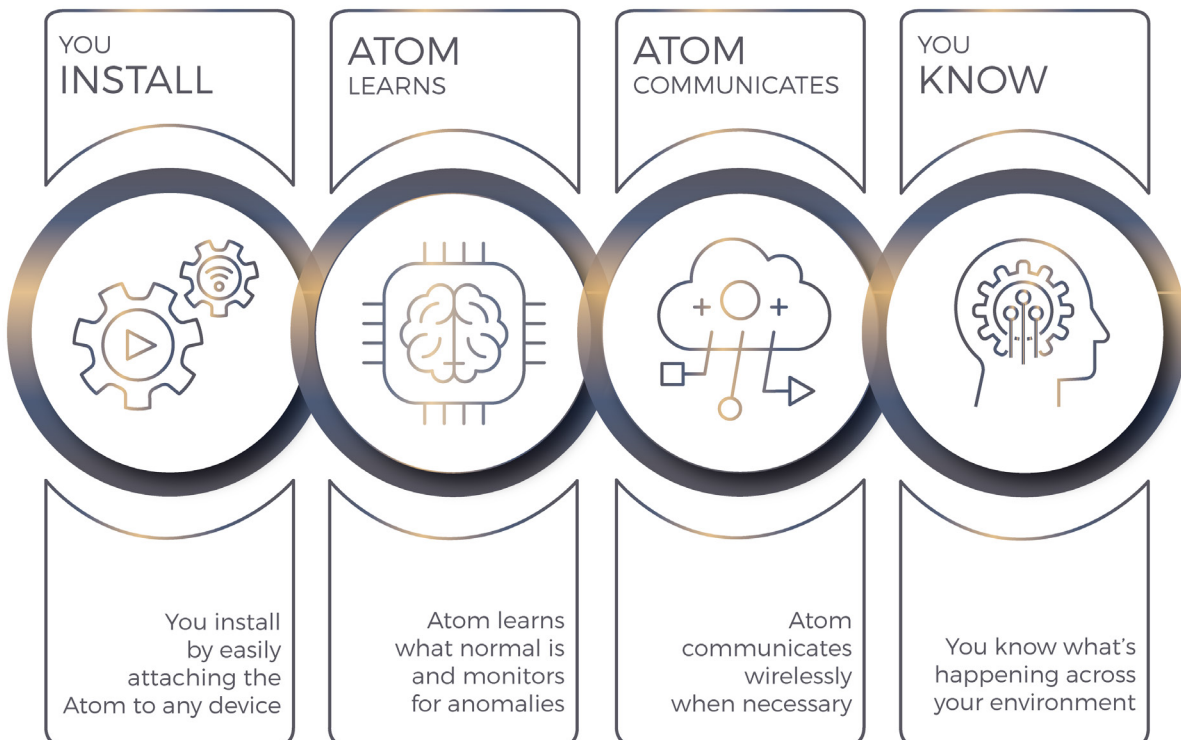 YOU
INSTALL
ATOM
LEARNS
ATOM
COMMUNICATES
YOU
KNOW
You install
by easily
attaching the
Atom to any device
Atom learns
what normal is
and monitors
for anomalies
Atom
communicates
wirelessly
when necessary
You know what’s
happening across
your environment